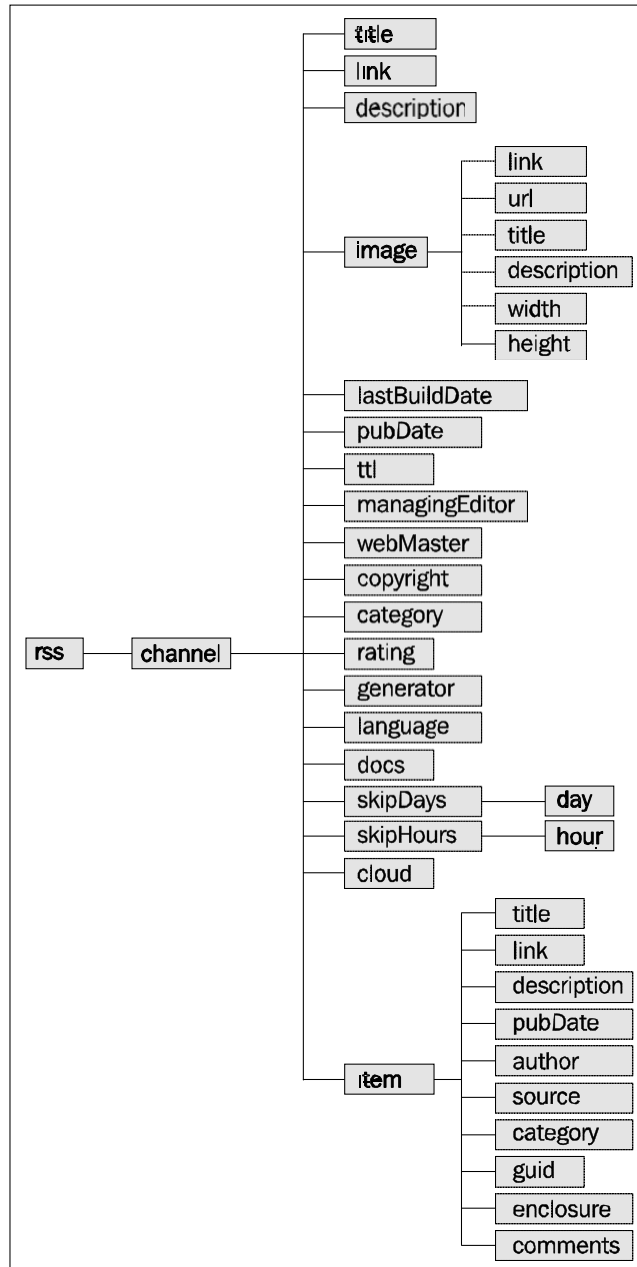 title
link
description
link
url
title
image
description
width
height
lastBuildDate
pubDate
ttl
managingEditor
webMaster
copyright
category
rss
channel
rating
generator
language
docs
skipDays
day
skipHours
hour
cloud
title
link
description
pubDate
author
item
source
category
guid
enclosure
comments